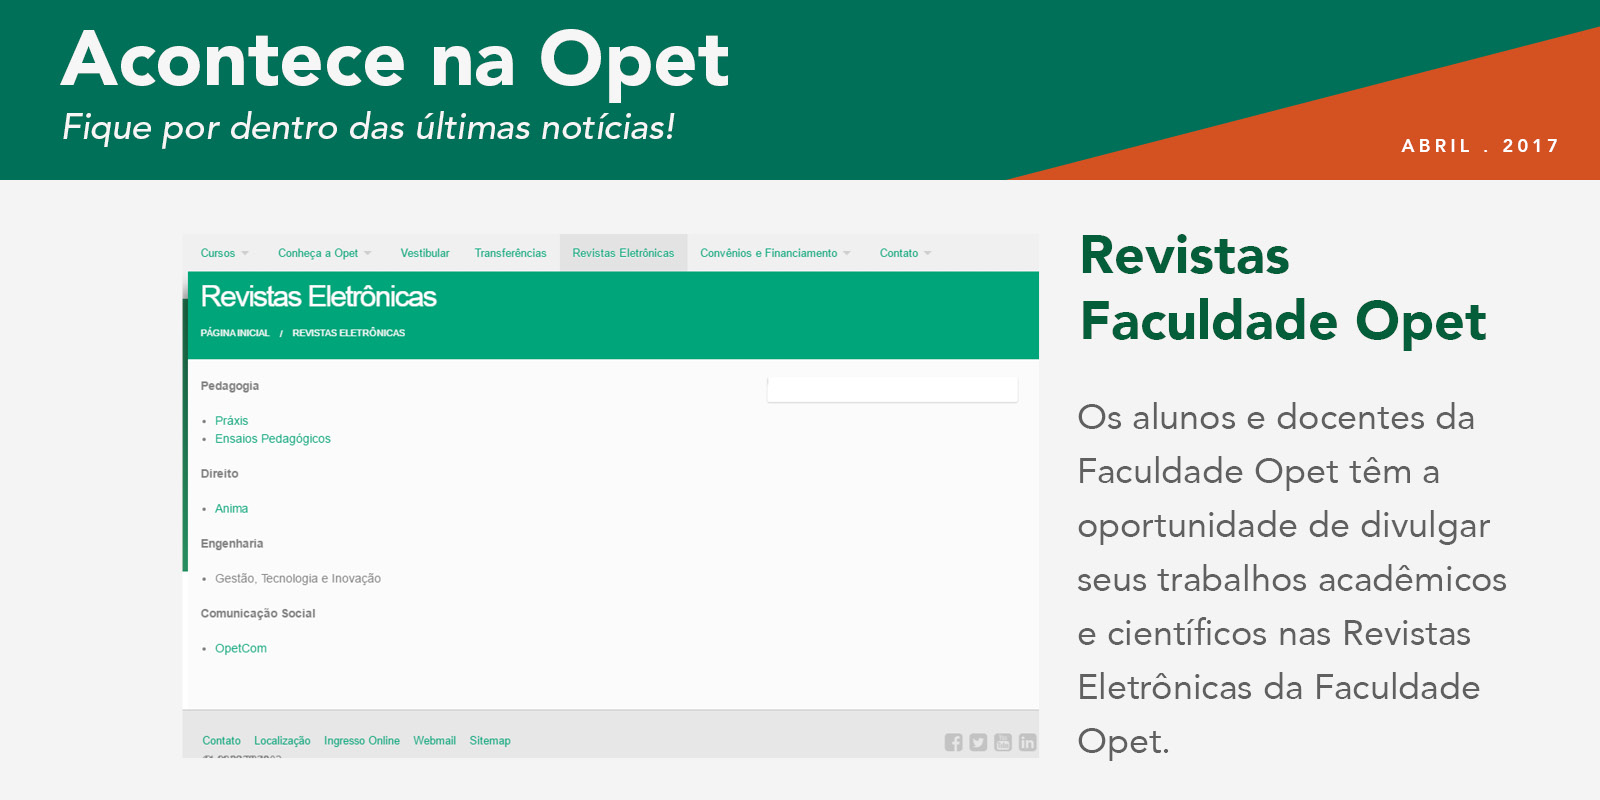 Acontece na Opet
Fique por dentro das últimas notícias!
ABRIL . 2017
Cursos Conheça a Opet Vestibular Transferências Revistas Eletrônicas Convênios e Financiamento Contato
Revistas Eletrônicas
PÁGINA INICIAL / REVISTAS ELETRÔNICAS
Pedagogia
• Práxis
• Ensaios Pedagógicos
Direito
• Anima
Engenharia
• Gestão, Tecnologia e Inovação
Comunicação Social
• OpetCom
Contato Localização Ingresso Online Webmail Sitemap
Revistas
Faculdade Opet
Os alunos e docentes da
Faculdade Opet têm a
oportunidade de divulgar
seus trabalhos acadêmicos
e científicos nas Revistas
Eletrônicas da Faculdade
Opet.